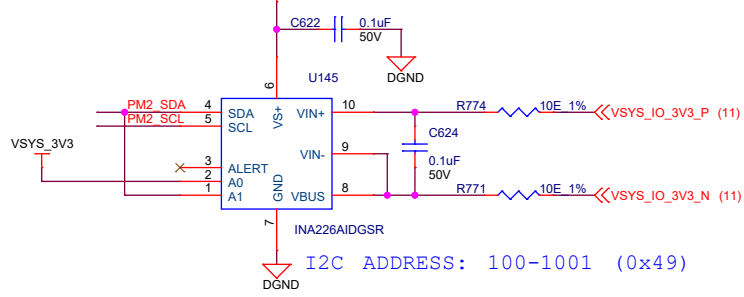 C622
0.1uF
50V
DGND
U145
6
PM2_SDA 4 SDA VS+ VIN+ 10 R774 10E_1% VSYS_IO_3V3_P (11)
PM2_SCL 5 SCL
C624
VSYS_3V3
VIN- 9
0.1uF
3 ALERT
50V
2 A0
1 A1 GND VBUS 8 R771 10E_1% VSYS_IO_3V3_N (11)
7
INA226AIDGSR
I2C ADDRESS: 100-1001 (0x49)
DGND